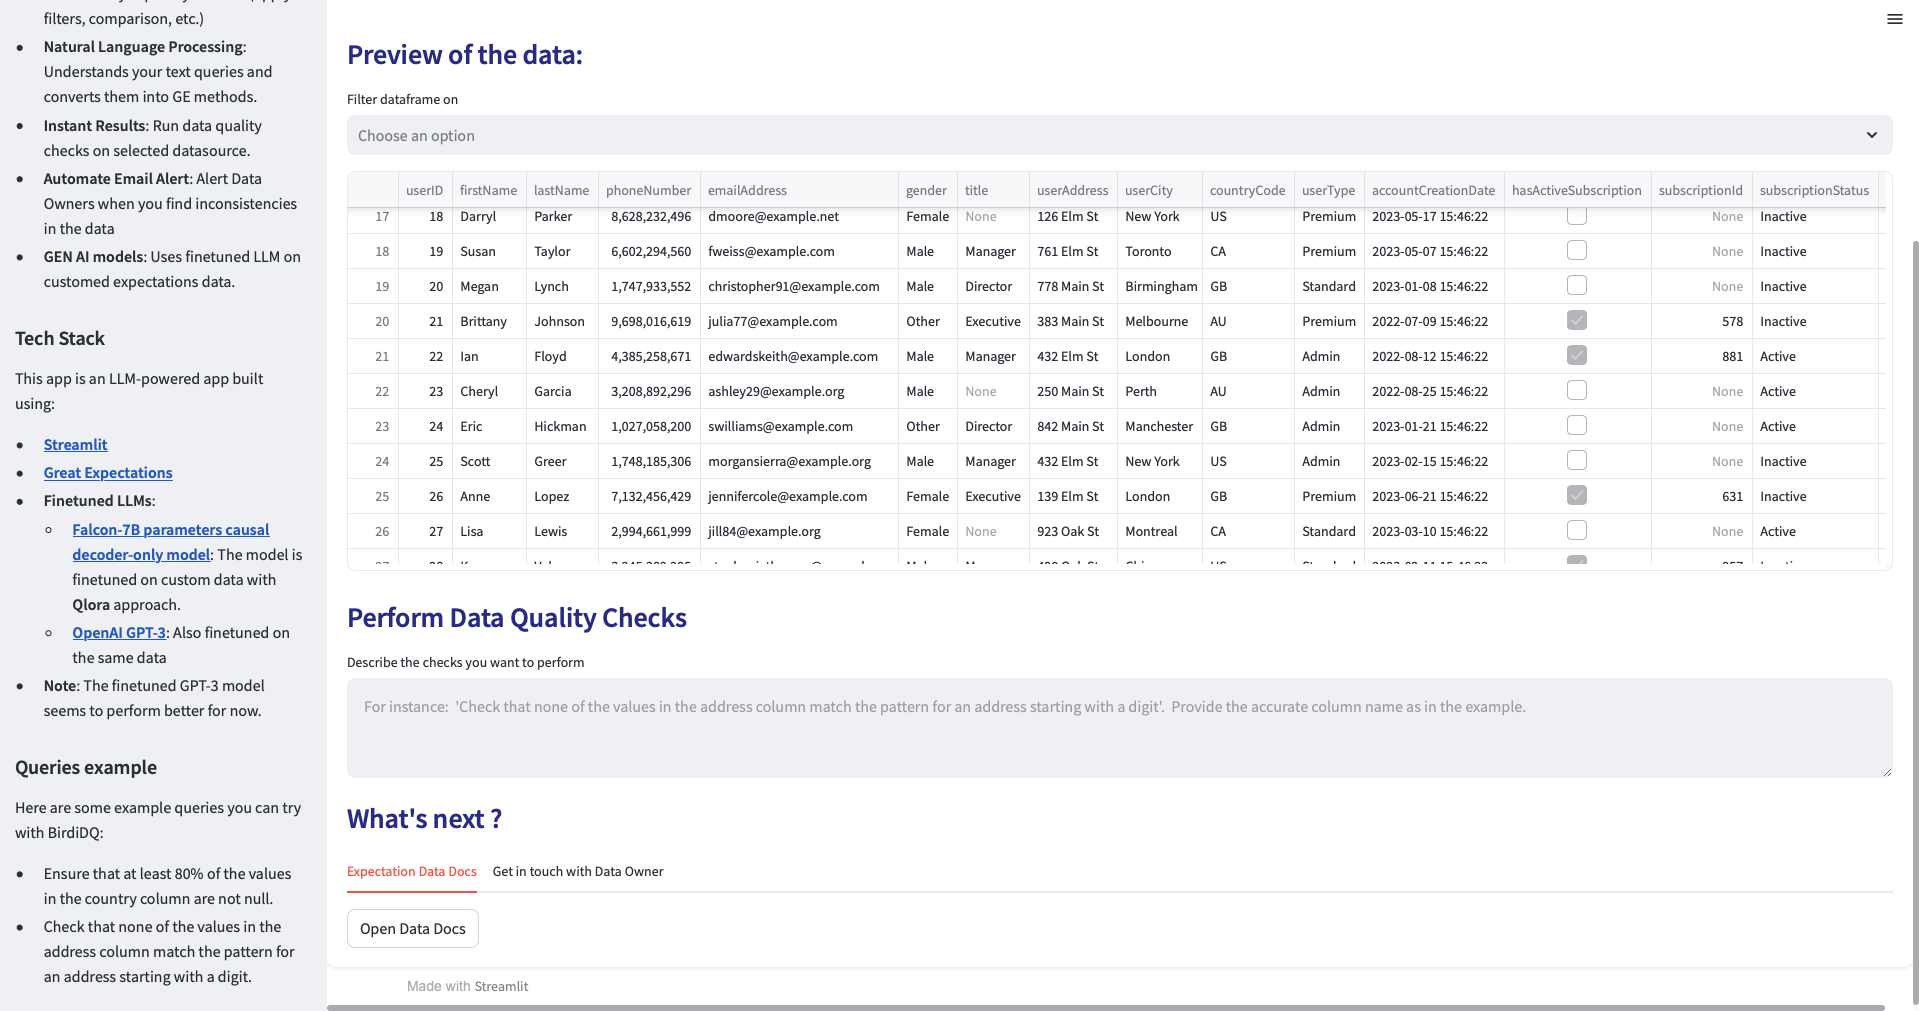 filters, comparison, etc.)
Natural Language Processing:
Understands your text queries and
converts them into GE methods.
Instant Results: Run data quality
checks on selected datasource.
Automate Email Alert: Alert Data
Owners when you find inconsistencies
in the data
GEN AI models: Uses finetuned LLM on
customed expectations data.
Tech Stack
This app is an LLM-powered app built
using:
Streamlit
Great Expectations
Finetuned LLMs:
Falcon-7B parameters causal
decoder-only model: The model is
finetuned on custom data with
Qlora approach.
OpenAI GPT-3: Also finetuned on
the same data
Note: The finetuned GPT-3 model
seems to perform better for now.
Queries example
Here are some example queries you can try
with BirdiDQ:
Ensure that at least 80% of the values
in the country column are not null.
Check that none of the values in the
address column match the pattern for
an address starting with a digit.
Preview of the data:
Filter dataframe on
Choose an option
userID firstName lastName phoneNumber emailAddress gender title userAddress userCity countryCode userType accountCreationDate hasActiveSubscription subscriptionId subscriptionStatus
17 18 Darryl Parker 8,628,232,496 dmoore@example.net Female None 126 Elm St New York US Premium 2023-05-17 15:46:22 None Inactive
18 19 Susan Taylor 6,602,294,560 fweiss@example.com Male Manager 761 Elm St Toronto CA Premium 2023-05-07 15:46:22 None Inactive
19 20 Megan Lynch 1,747,933,552 christopher91@example.com Male Director 778 Main St Birmingham GB Standard 2023-01-08 15:46:22 None Inactive
20 21 Brittany Johnson 9,698,016,619 julia77@example.com Other Executive 383 Main St Melbourne AU Premium 2022-07-09 15:46:22 578 Inactive
21 22 Ian Floyd 4,385,258,671 edwardskeith@example.com Male Manager 432 Elm St London GB Admin 2022-08-12 15:46:22 881 Active
22 23 Cheryl Garcia 3,208,892,296 ashley29@example.org Male None 250 Main St Perth AU Admin 2022-08-25 15:46:22 None Active
23 24 Eric Hickman 1,027,058,200 swilliams@example.com Other Director 842 Main St Manchester GB Admin 2023-01-21 15:46:22 None Active
24 25 Scott Greer 1,748,185,306 morgansierra@example.org Male Manager 432 Elm St New York US Admin 2023-02-15 15:46:22 None Inactive
25 26 Anne Lopez 7,132,456,429 jennifercole@example.com Female Executive 139 Elm St London GB Premium 2023-06-21 15:46:22 631 Inactive
26 27 Lisa Lewis 2,994,661,999 jill84@example.org Female None 923 Oak St Montreal CA Standard 2023-03-10 15:46:22 None Active
Perform Data Quality Checks
Describe the checks you want to perform
For instance: 'Check that none of the values in the address column match the pattern for an address starting with a digit'. Provide the accurate column name as in the example.
What's next ?
Expectation Data Docs Get in touch with Data Owner
Open Data Docs
Made with Streamlit